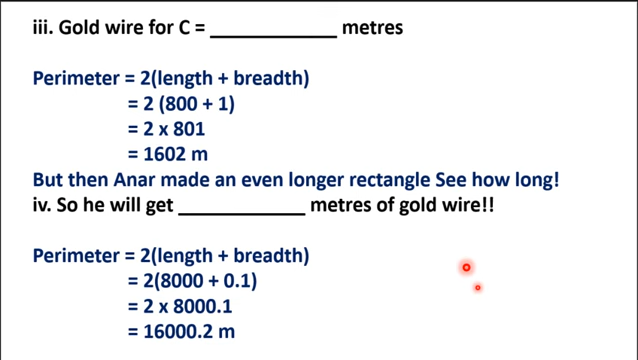 iii. Gold wire for C = _____________ metres
Perimeter = 2(length + breadth)
= 2 (800 + 1)
= 2 x 801
= 1602 m
But then Anar made an even longer rectangle See how long!
iv. So he will get _____________ metres of gold wire!!
Perimeter = 2(length + breadth)
= 2(8000 + 0.1)
= 2 x 8000.1
= 16000.2 m